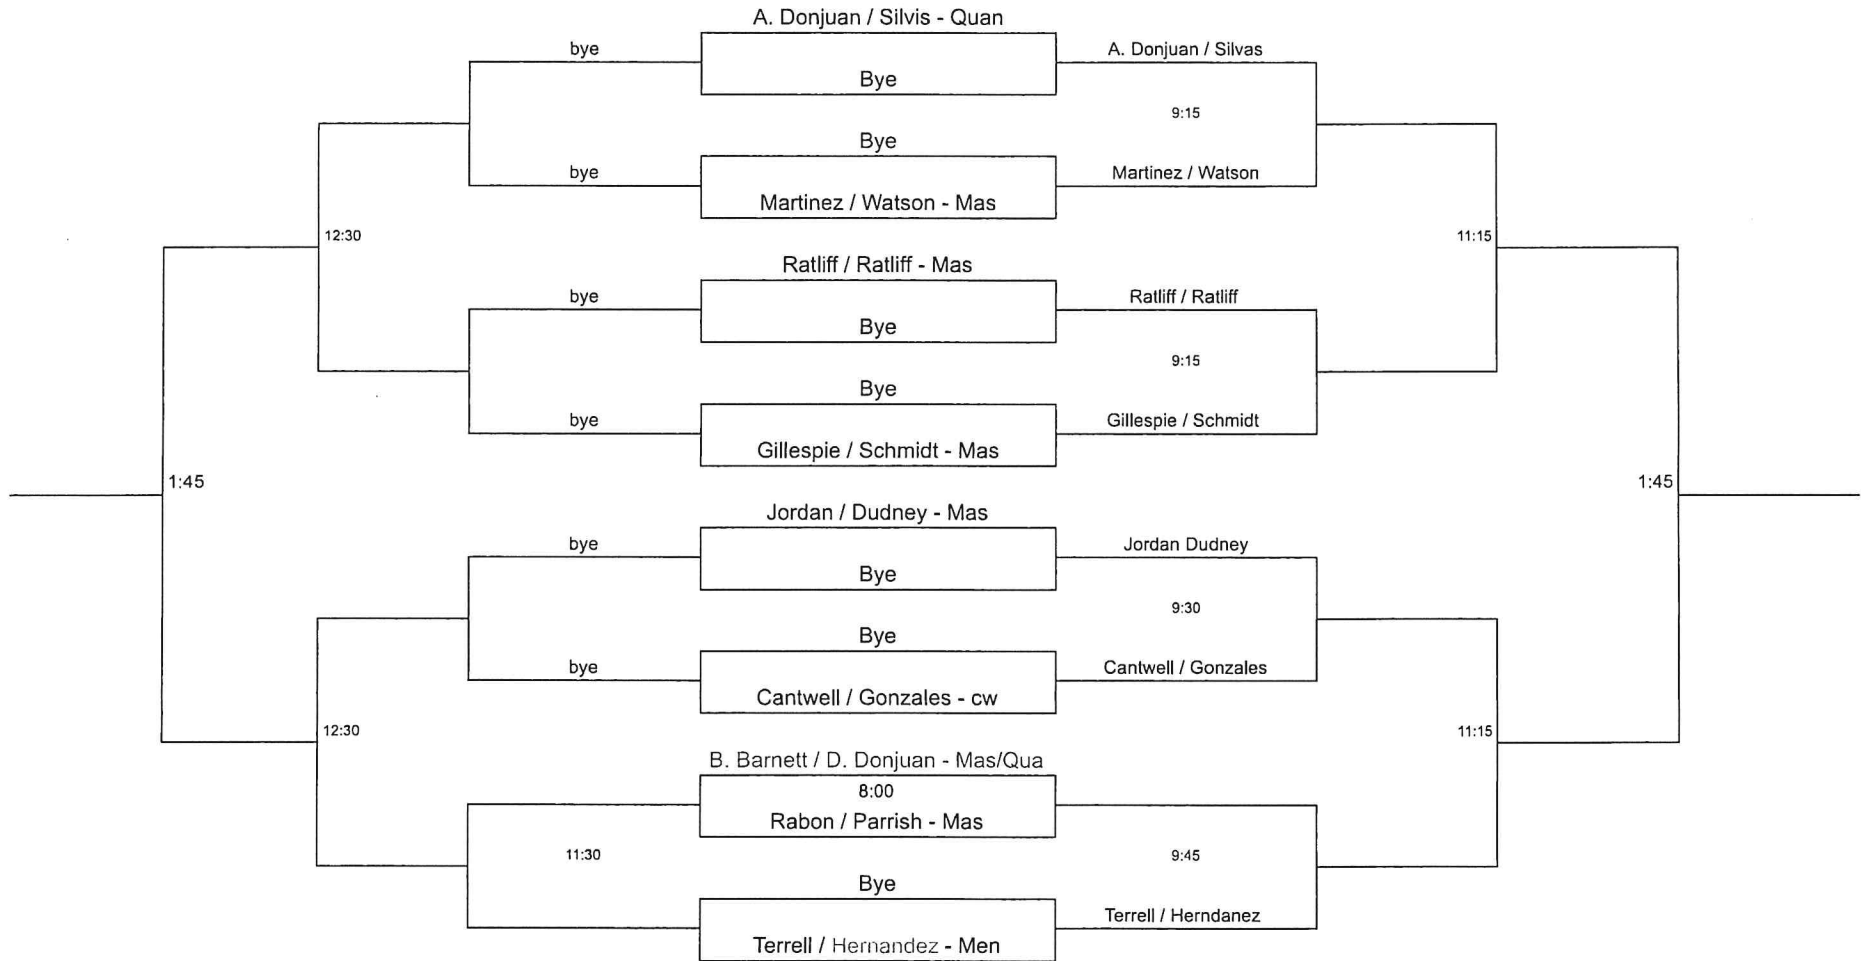 A. Donjuan / Silvis - Quan
bye
A. Donjuan / Silvas
Bye
9:15
Bye
bye
Martinez / Watson
Martinez / Watson - Mas
12:30
11:15
Ratliff / Ratliff - Mas
bye
Ratliff / Ratliff
Bye
9:15
Bye
bye
Gillespie / Schmidt
Gillespie / Schmidt - Mas
1:45
1:45
Jordan / Dudney - Mas
bye
Jordan Dudney
Bye
9:30
Bye
bye
Cantwell / Gonzales
Cantwell / Gonzales - cw
12:30
11:15
B. Barnett / D. Donjuan - Mas/Qua
8:00
Rabon / Parrish - Mas
11:30
9:45
Bye
Terrell / Herndanez
Terrell / Hernandez - Men